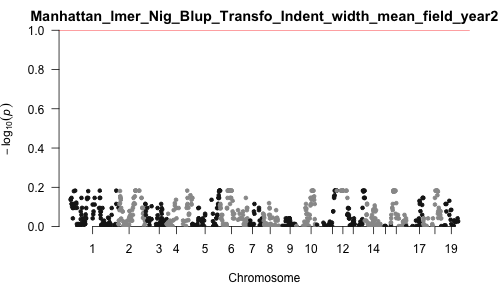 Manhattan_lmer_Nig_Blup_Transfo_Indent_width_mean_field_year2
1.0
0.8
0.6
0.4
0.2
0.0
− log10(p)
1 2 3 4 5 6 7 8 9 10 12 14 17 19
Chromosome